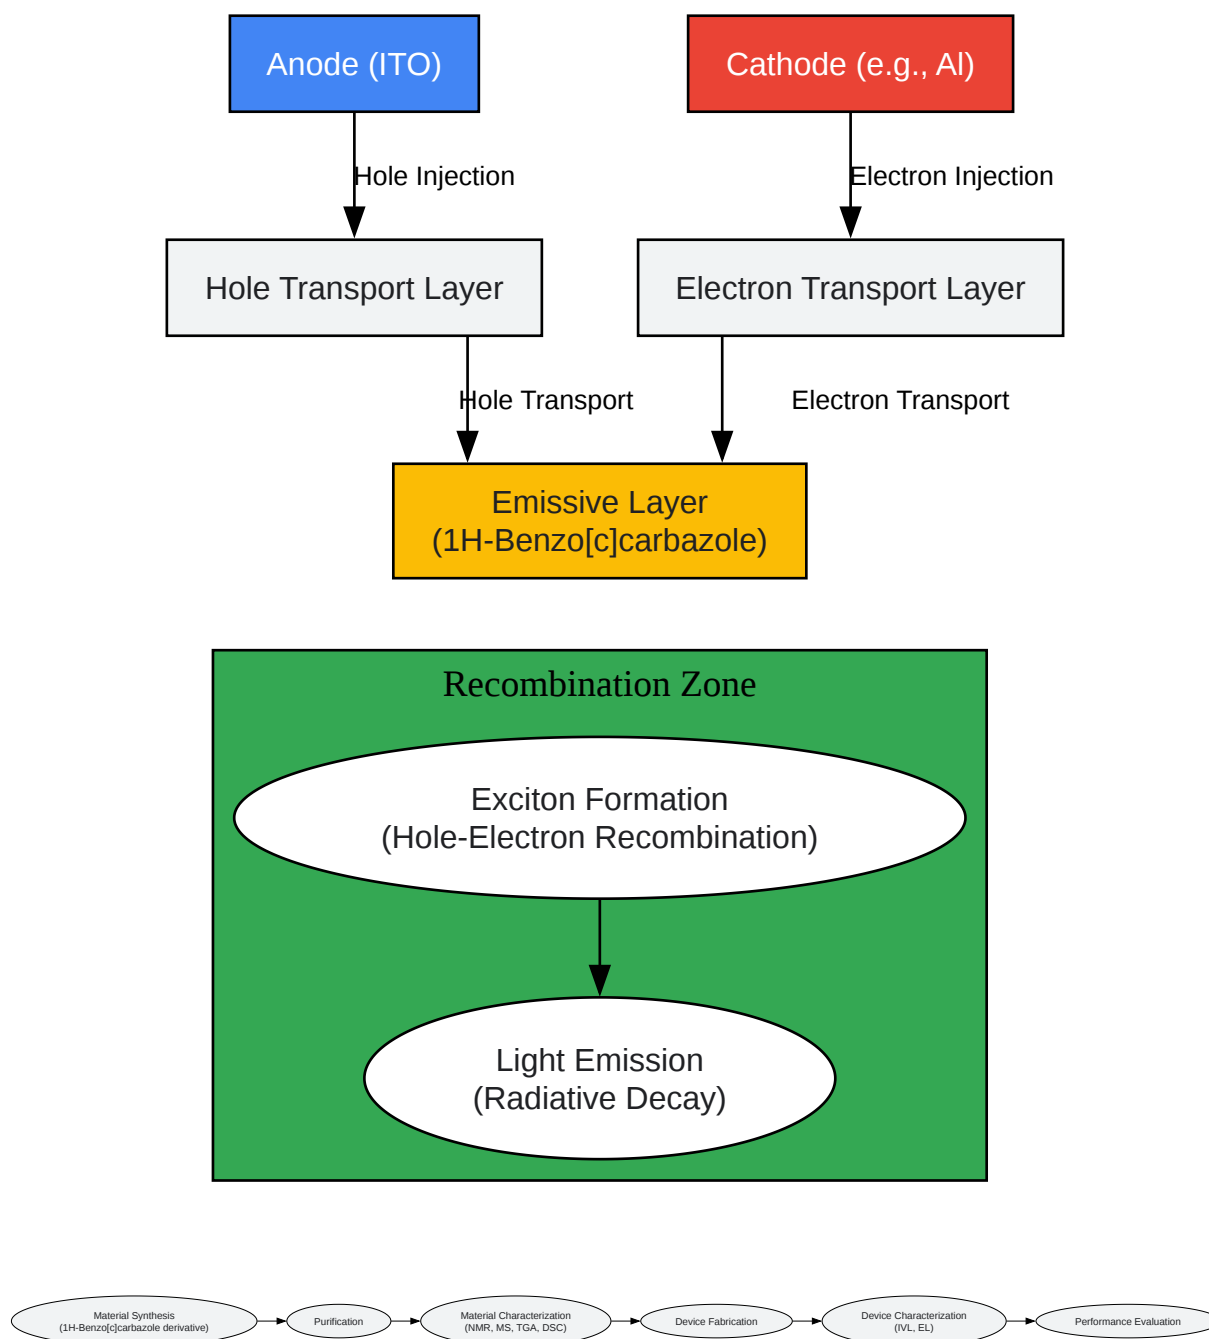 Anode (ITO)
Cathode (e.g., Al)
Hole Injection
Electron Injection
Hole Transport Layer
Electron Transport Layer
Hole Transport
Electron Transport
Emissive Layer
(1H-Benzo[c]carbazole)
Recombination Zone
Exciton Formation
(Hole-Electron Recombination)
Light Emission
(Radiative Decay)
Material Synthesis
(1H-Benzo[c]carbazole derivative)
Purification
Material Characterization
(NMR, MS, TGA, DSC)
Device Fabrication
Device Characterization
(IVL, EL)
Performance Evaluation